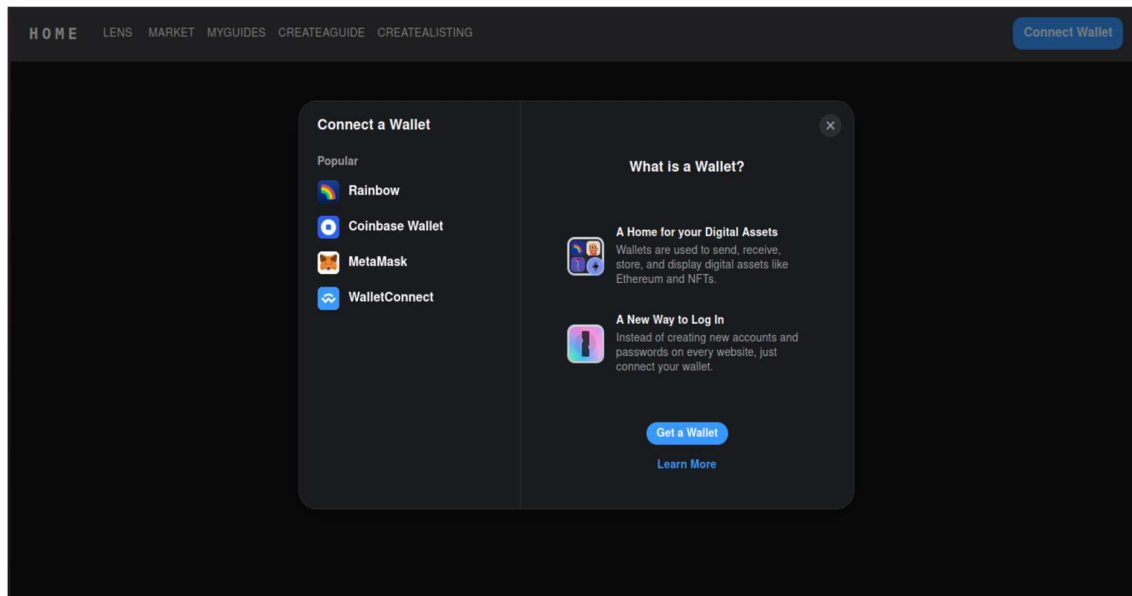 HOME LENS MARKET MYGUIDES CREATEAGUIDE CREATEALISTING Connect Wallet
Connect a Wallet
Popular
Rainbow
Coinbase Wallet
MetaMask
WalletConnect
What is a Wallet?
A Home for your Digital Assets
Wallets are used to send, receive,
store, and display digital assets like
Ethereum and NFTs.
A New Way to Log In
Instead of creating new accounts and
passwords on every website, just
connect your wallet.
Get a Wallet
Learn More